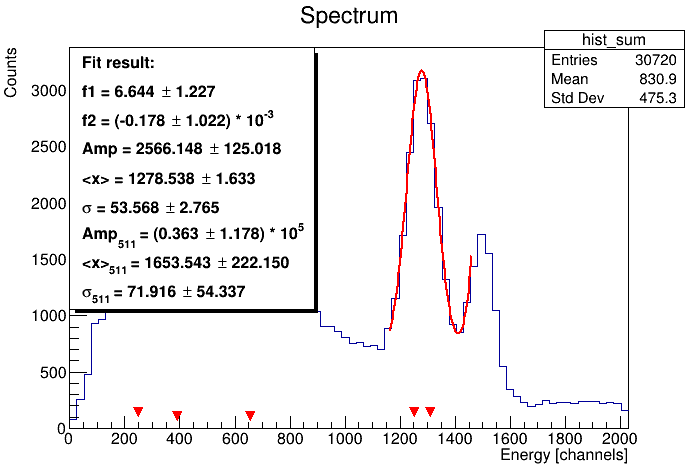 Spectrum
hist_sum
Entries 30720
Mean 830.9
Std Dev 475.3
Counts
Fit result:
f1 = 6.644 ± 1.227
f2 = (-0.178 ± 1.022) * 10^-3
Amp = 2566.148 ± 125.018
<x> = 1278.538 ± 1.633
σ = 53.568 ± 2.765
Amp_511 = (0.363 ± 1.178) * 10^5
<x>_511 = 1653.543 ± 222.150
σ_511 = 71.916 ± 54.337
3000
2500
2000
1500
1000
500
0
0 200 400 600 800 1000 1200 1400 1600 1800 2000
Energy [channels]